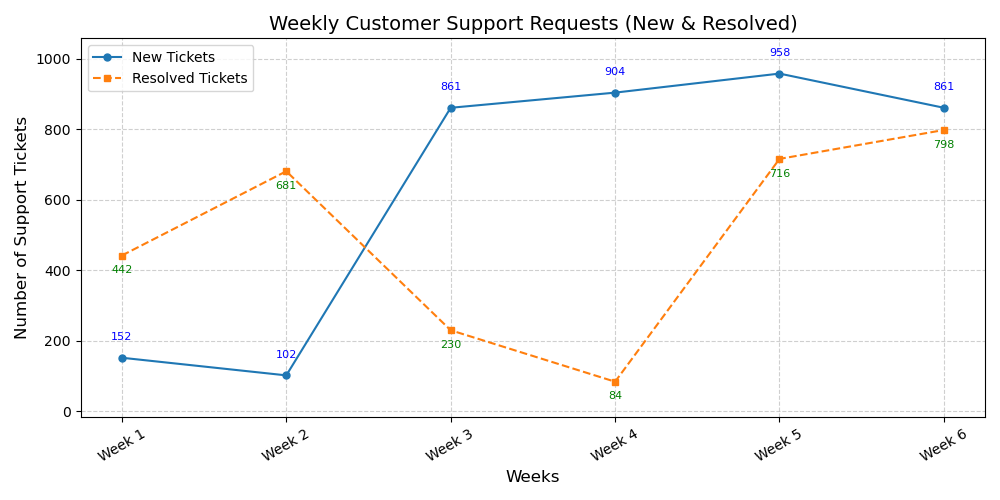 Weekly Customer Support Requests (New & Resolved)
New Tickets
Resolved Tickets
Number of Support Tickets
1000
800
600
400
200
0
152
102
861
904
958
861
442
681
230
84
716
798
Week 1
Week 2
Week 3
Week 4
Week 5
Week 6
Weeks